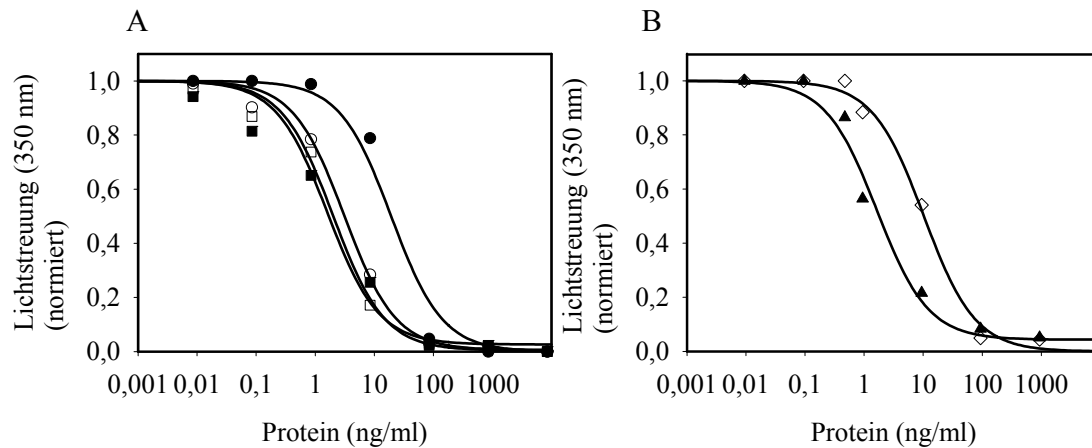 A
B
Lichtstreuung (350 nm)
(normiert)
1,0
0,8
0,6
0,4
0,2
0,0
0,001 0,01 0,1 1 10 100 1000
Protein (ng/ml)
Lichtstreuung (350 nm)
(normiert)
1,0
0,8
0,6
0,4
0,2
0,0
0,001 0,01 0,1 1 10 100 1000
Protein (ng/ml)